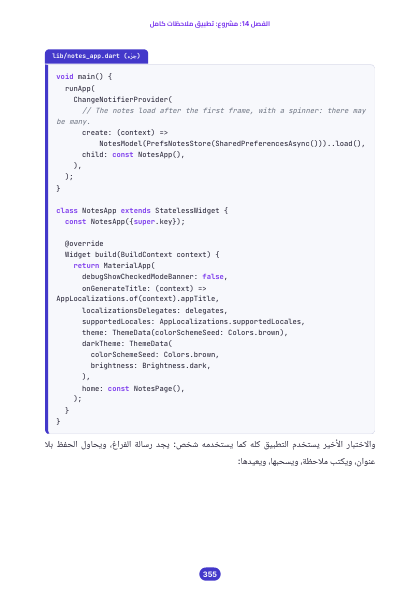 الفصل 14: مشروع: تطبيق ملاحظات كامل
lib/notes_app.dart (جزء)
void main() {
  runApp(
    ChangeNotifierProvider(
      // The notes load after the first frame, with a spinner: there may
be many.
      create: (context) =>
          NotesModel(PrefsNotesStore(SharedPreferencesAsync()))..load(),
      child: const NotesApp(),
    ),
  );
}
class NotesApp extends StatelessWidget {
  const NotesApp({super.key});
  @override
  Widget build(BuildContext context) {
    return MaterialApp(
      debugShowCheckedModeBanner: false,
      onGenerateTitle: (context) =>
AppLocalizations.of(context).appTitle,
      localizationsDelegates: delegates,
      supportedLocales: AppLocalizations.supportedLocales,
      theme: ThemeData(colorSchemeSeed: Colors.brown),
      darkTheme: ThemeData(
        colorSchemeSeed: Colors.brown,
        brightness: Brightness.dark,
      ),
      home: const NotesPage(),
    );
  }
}
والاختبار الأخير يستخدم التطبيق كله كما يستخدمه شخص: يجد رسالة الفراغ، ويحاول الحفظ بلا
عنوان، ويكتب ملاحظة، ويسحبها، ويعيدها:
355